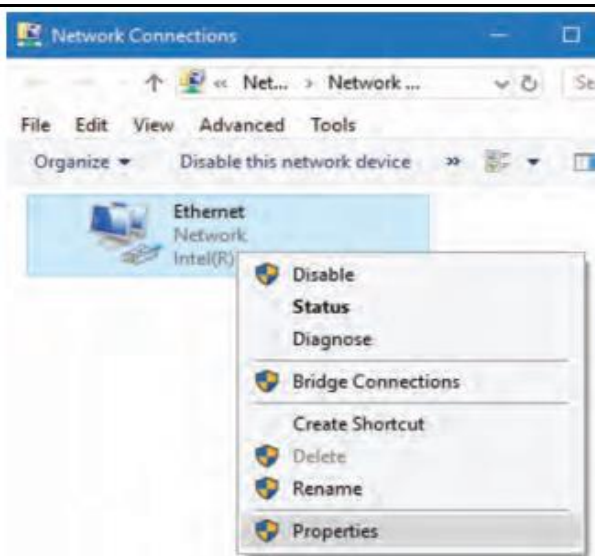 Network Connections
« Net... > Network ...
Se
File Edit View Advanced Tools
Organize Disable this network device »
Ethernet
Network
Intel(R)
Disable
Status
Diagnose
Bridge Connections
Create Shortcut
Delete
Rename
Properties